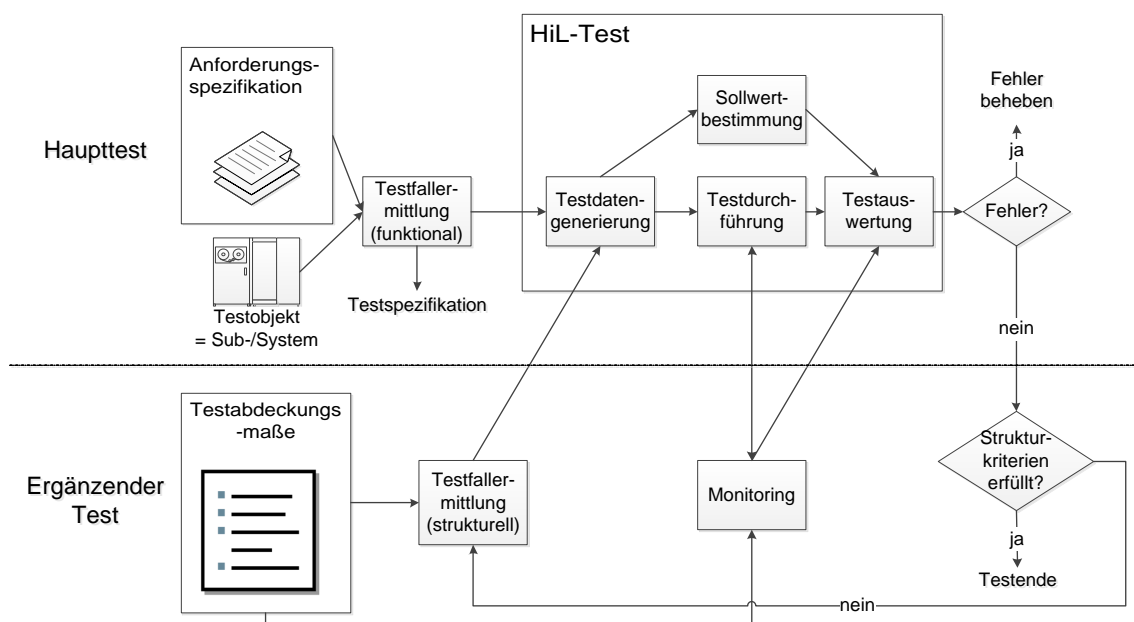 HiL-Test
Anforderungs-
spezifikation
Haupttest
Sollwert-
bestimmung
Fehler
beheben
ja
Testfaller-
mittlung
(funktional)
Testdaten-
generierung
Testdurch-
führung
Testaus-
wertung
Fehler?
Testspezifikation
Testobjekt
= Sub-/System
nein
Testabdeckungs
-maße
Ergänzender
Test
Testfaller-
mittlung
(strukturell)
Monitoring
Struktur-
kriterien
erfüllt?
ja
Testende
nein